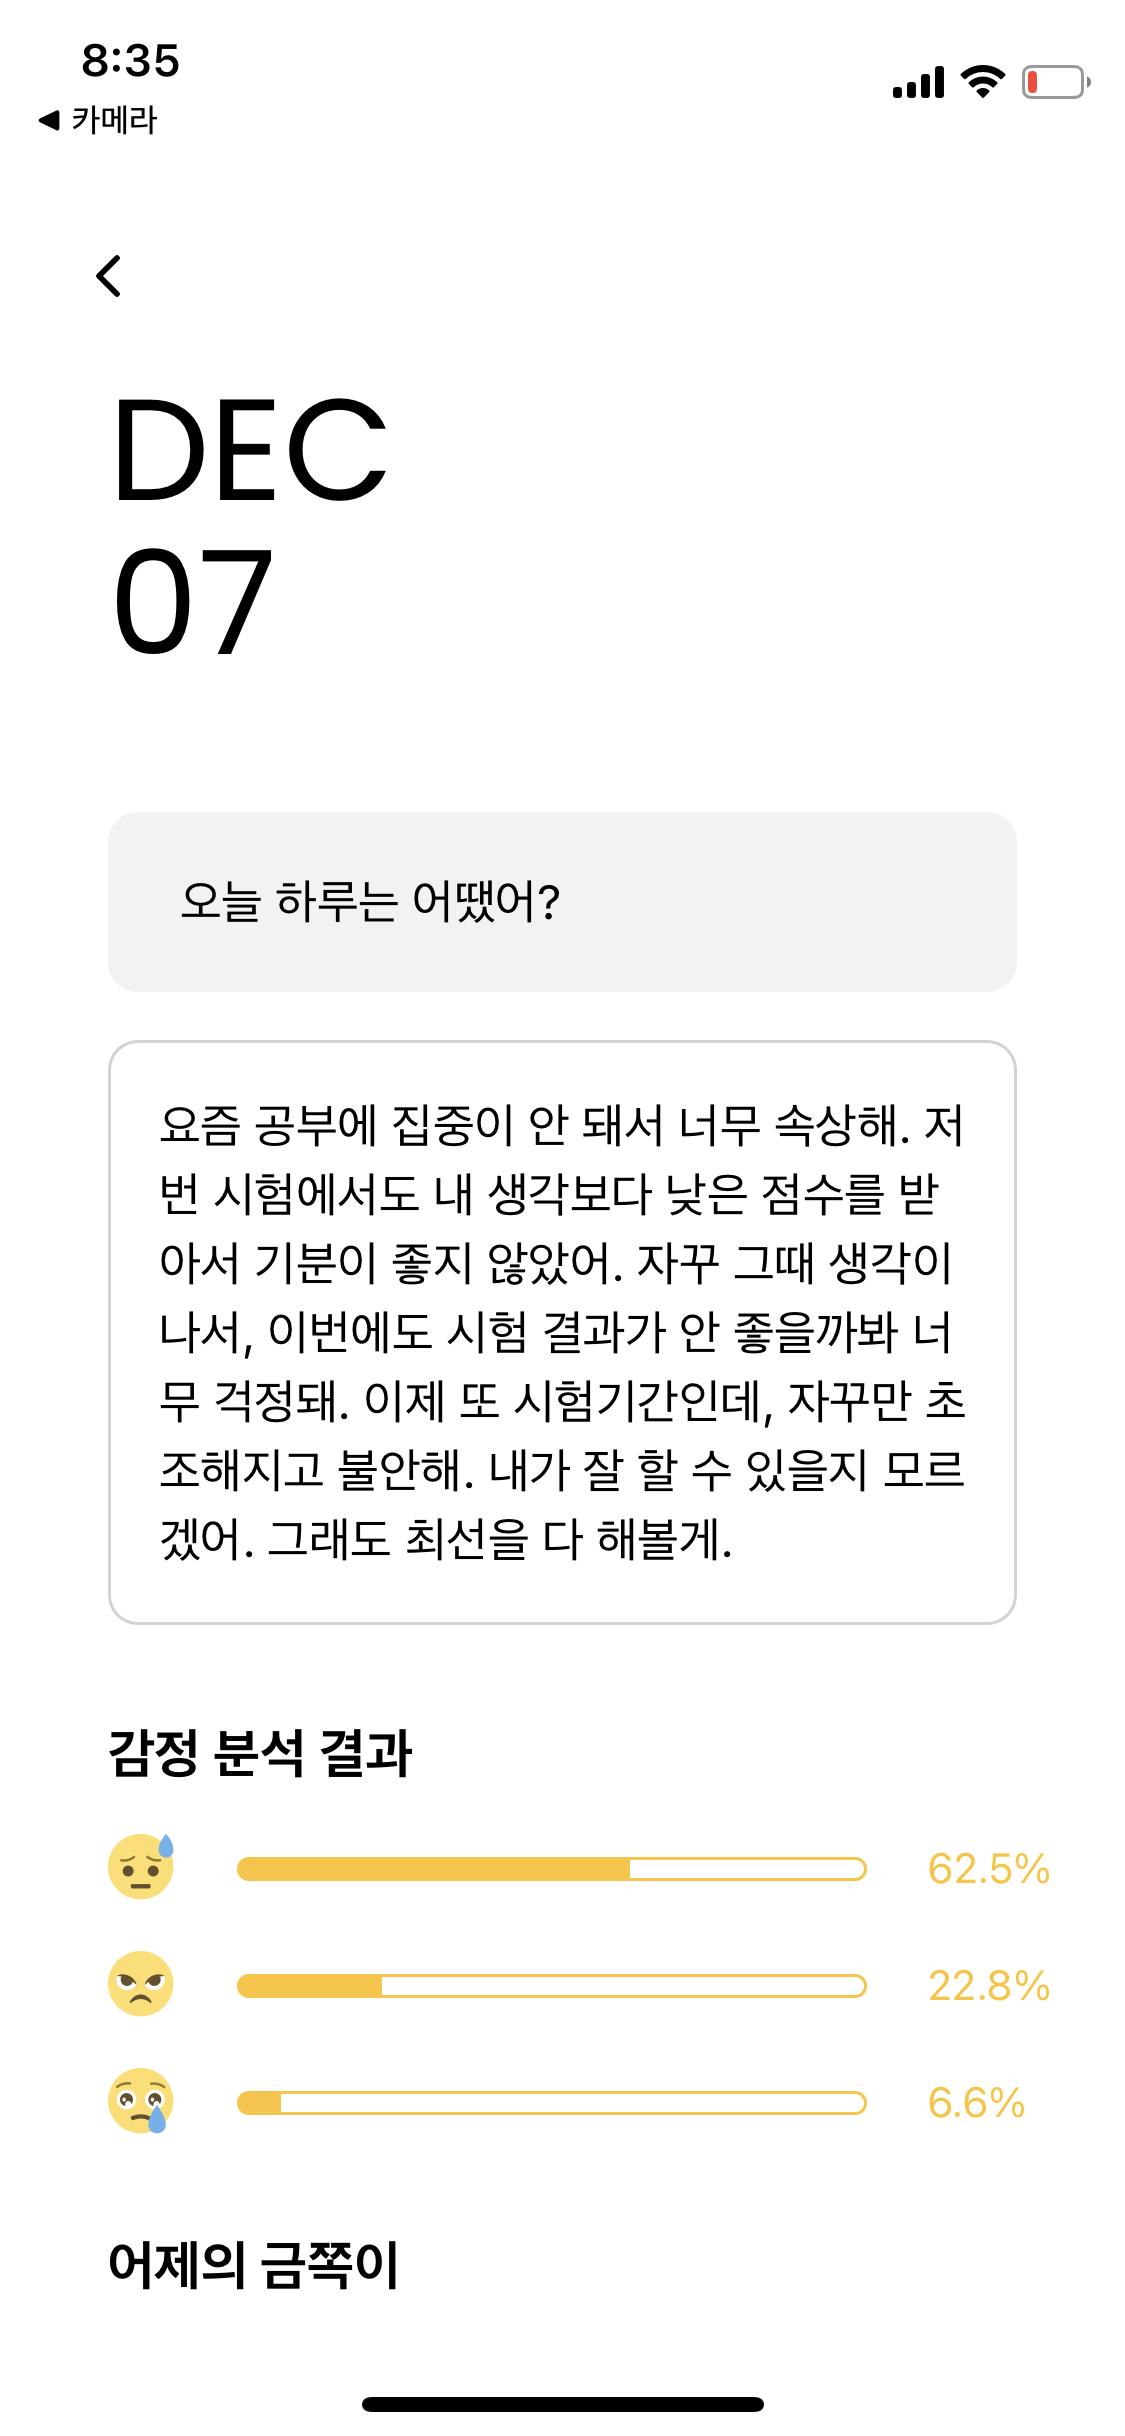 8:35
◀ 카메라
DEC
07
오늘 하루는 어땠어?
요즘 공부에 집중이 안 돼서 너무 속상해. 저
번 시험에서도 내 생각보다 낮은 점수를 받
아서 기분이 좋지 않았어. 자꾸 그때 생각이
나서, 이번에도 시험 결과가 안 좋을까봐 너
무 걱정돼. 이제 또 시험기간인데, 자꾸만 초
조해지고 불안해. 내가 잘 할 수 있을지 모르
겠어. 그래도 최선을 다 해볼게.
감정 분석 결과
62.5%
22.8%
6.6%
어제의 금쪽이